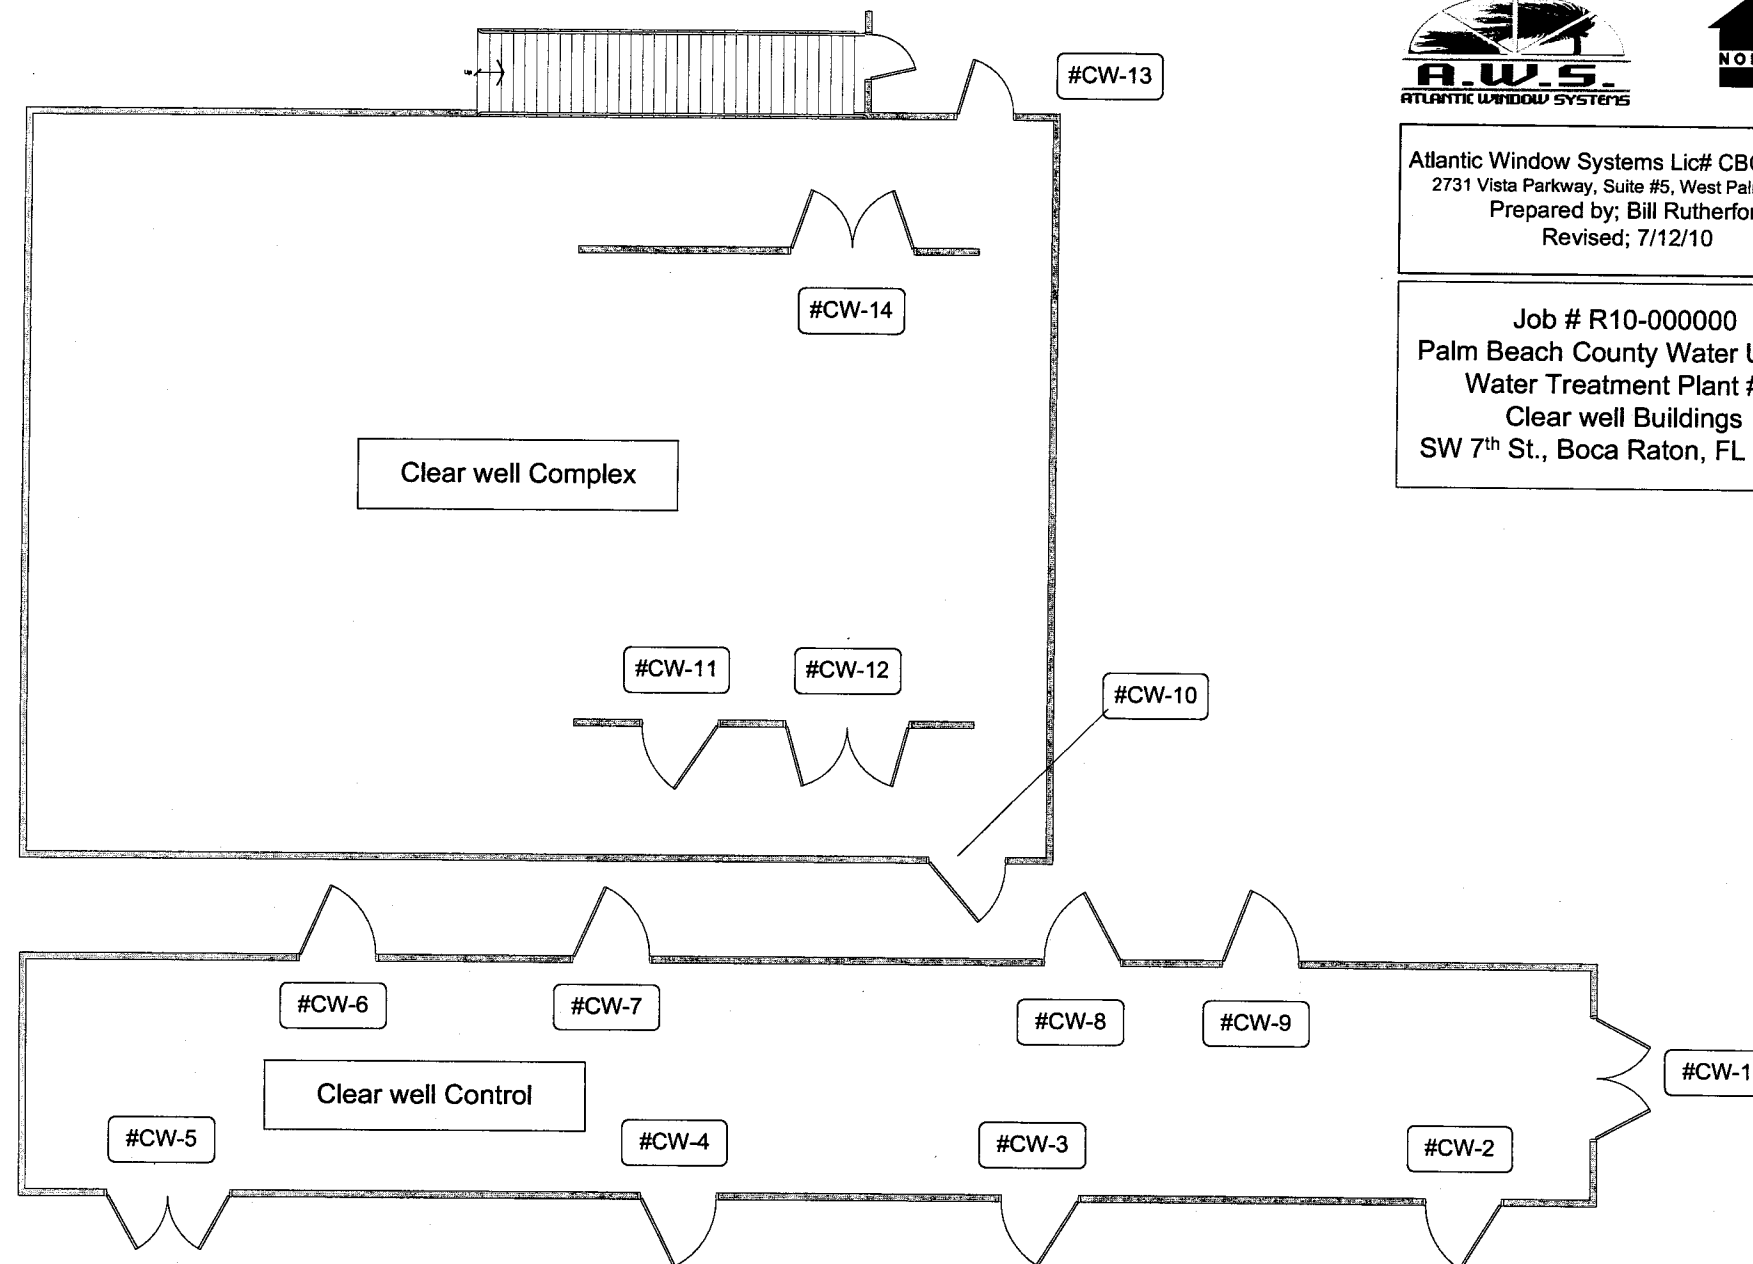 UP
#CW-13
A.W.S.
ATLANTIC WINDOW SYSTEMS
Atlantic Window Systems Lic#
2731 Vista Parkway, Suite #5, West
Prepared by; Bill
Revised; 7/12/10
#CW-14
Job # R10-000000
Palm Beach County Water
Water Treatment Plant
Clear well Buildings
SW 7th St., Boca Raton, FL
Clear well Complex
#CW-11
#CW-12
#CW-10
#CW-6
#CW-7
#CW-8
#CW-9
#CW-1
Clear well Control
#CW-5
#CW-4
#CW-3
#CW-2